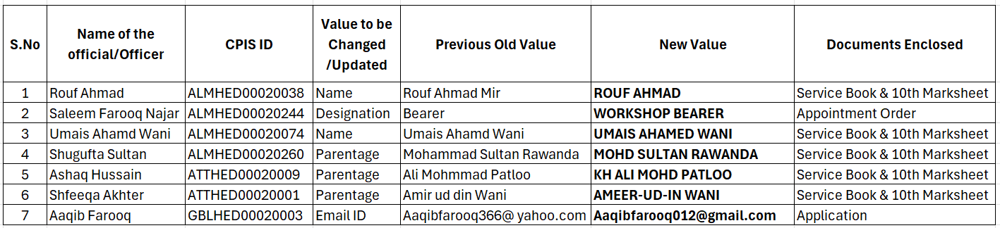 S.No Name of the official/Officer CPIS ID Value to be Changed /Updated Previous Old Value New Value Documents Enclosed
1 Rouf Ahmad ALMHED00020038 Name Rouf Ahmad Mir ROUF AHMAD Service Book & 10th Marksheet
2 Saleem Farooq Najar ALMHED00020244 Designation Bearer WORKSHOP BEARER Appointment Order
3 Umais Ahamd Wani ALMHED00020074 Name Umais Ahamd Wani UMAIS AHAMED WANI Service Book & 10th Marksheet
4 Shugufta Sultan ALMHED00020260 Parentage Mohammad Sultan Rawanda MOHD SULTAN RAWANDA Service Book & 10th Marksheet
5 Ashaq Hussain ATTHED00020009 Parentage Ali Mohmmad Patloo KH ALI MOHD PATLOO Service Book & 10th Marksheet
6 Shfeeqa Akhter ATTHED00020001 Parentage Amir ud din Wani AMEER-UD-IN WANI Service Book & 10th Marksheet
7 Aaqib Farooq GBLHED00020003 Email ID Aaqibfarooq366@ yahoo.com Aaqibfarooq012@gmail.com Application